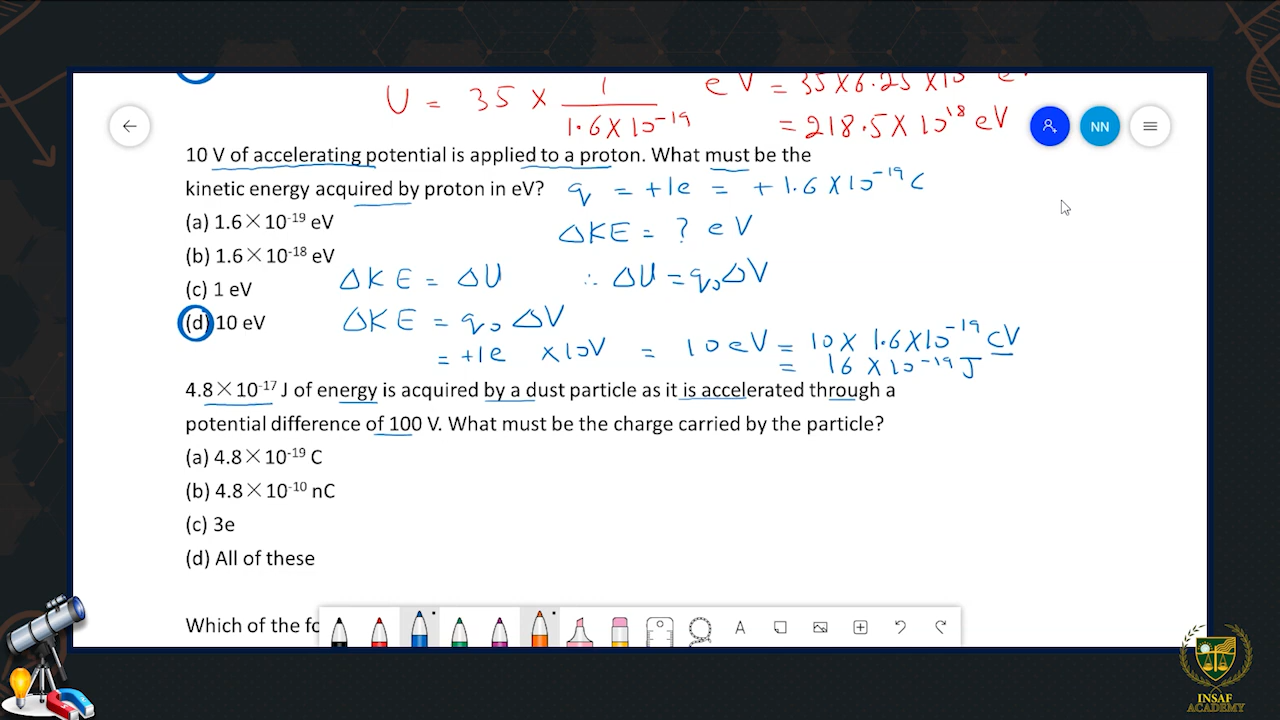 U = 35 × 1 / 1.6×10⁻¹⁹ eV = 35×6.25×10
= 218.5×10¹⁸ eV
NN
10 V of accelerating potential is applied to a proton. What must be the
kinetic energy acquired by proton in eV? q = +1e = +1.6×10⁻¹⁹ C
(a) 1.6×10⁻¹⁹ eV
ΔKE = ? eV
(b) 1.6×10⁻¹⁸ eV
ΔKE = ΔU ∴ ΔU = q₀ΔV
(c) 1 eV
(d) 10 eV
ΔKE = q₀ ΔV
= +1e ×10V = 10 eV = 10× 1.6×10⁻¹⁹ CV
= 16 ×10⁻¹⁹ J
4.8×10⁻¹⁷ J of energy is acquired by a dust particle as it is accelerated through a
potential difference of 100 V. What must be the charge carried by the particle?
(a) 4.8×10⁻¹⁹ C
(b) 4.8×10⁻¹⁰ nC
(c) 3e
(d) All of these
Which of the fo
A
INSAF
ACADEMY